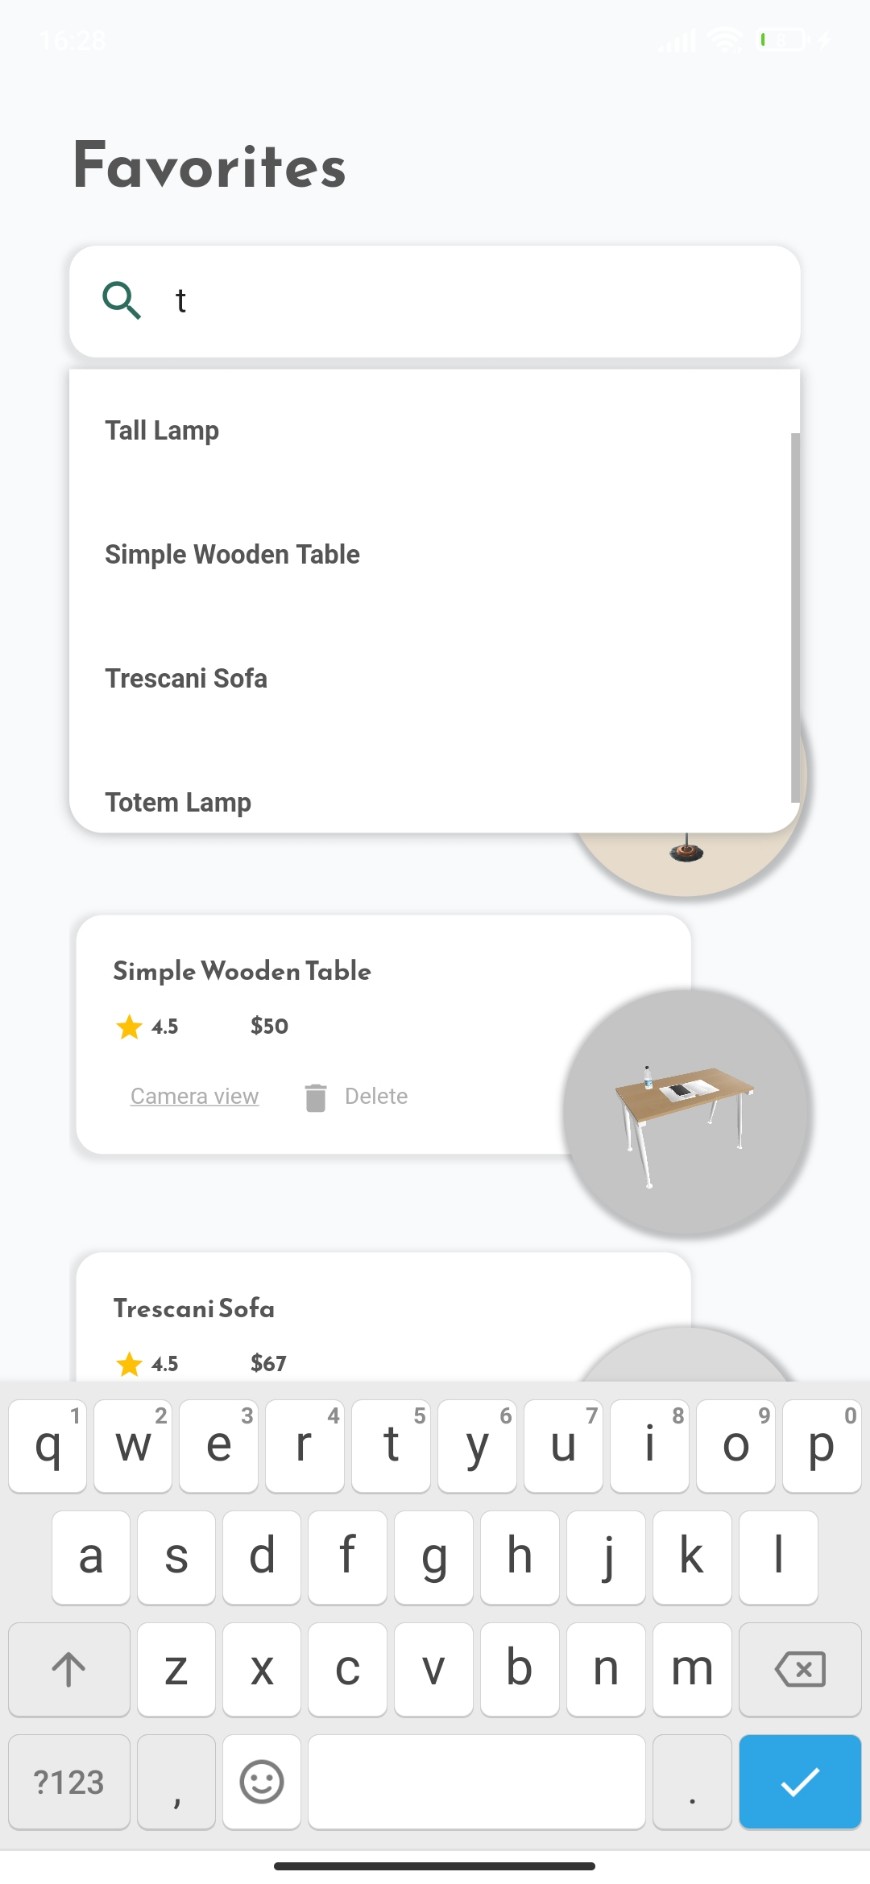 16:28
Favorites
t
Tall Lamp
Simple Wooden Table
Trescani Sofa
Totem Lamp
Simple Wooden Table
4.5 $50
Camera view Delete
Trescani Sofa
4.5 $67
q 1 w 2 e 3 r 4 t 5 y 6 u 7 i 8 o 9 p 0
a s d f g h j k l
z x c v b n m
?123 , .